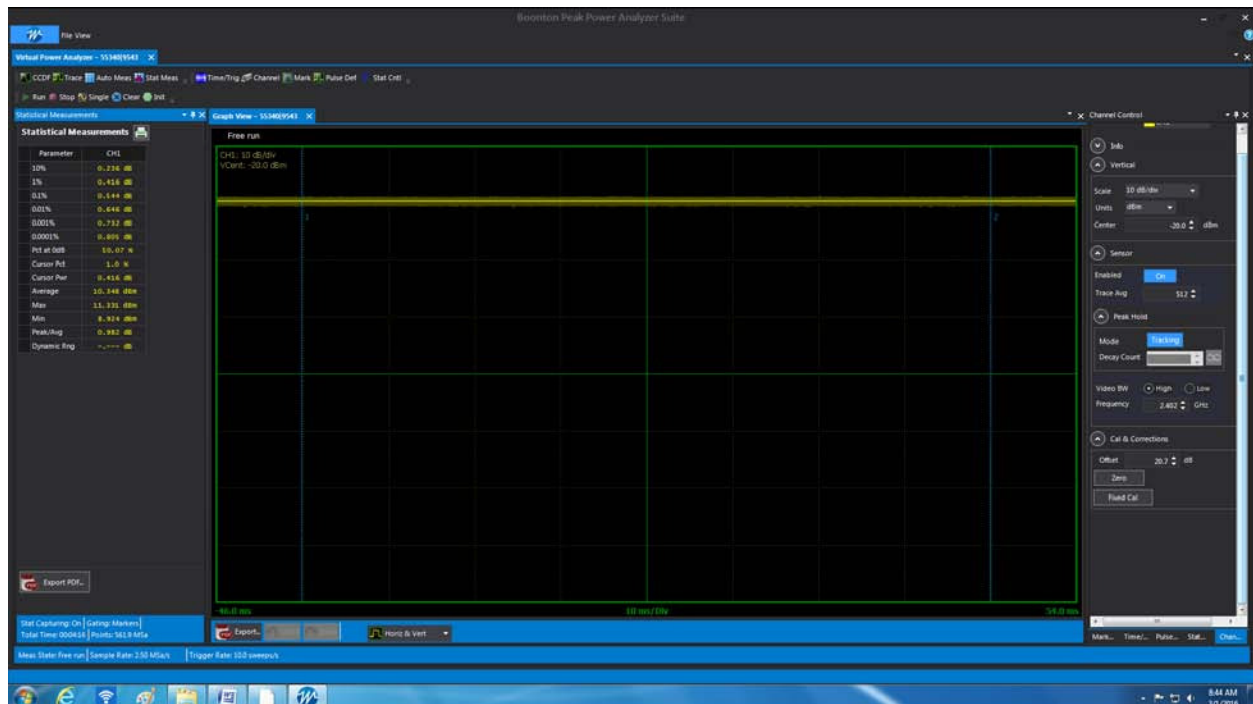 Boonton Peak Power Analyzer Suite
File View
Virtual Power Analyzer - 55340|9543
CCDF Trace Auto Meas Stat Meas Time/Trig Channel Mark Pulse Def Stat Cntl
Run Stop Single Clear Init
Statistical Measurements
Statistical Measurements
Parameter CH1
10% 0.236 dB
1% 0.416 dB
0.1% 0.544 dB
0.01% 0.646 dB
0.001% 0.732 dB
0.0001% 0.805 dB
Pct at 0dB 50.07 %
Cursor Pct 1.0 %
Cursor Pwr 0.416 dB
Average 10.348 dBm
Max 11.331 dBm
Min 8.924 dBm
Peak/Avg 0.982 dB
Dynamic Rng -.--- dB
Export PDF...
Stat Capturing: On Gating: Markers
Total Time: 000416 Points: 561.9 MSa
Graph View - 55340|9543
Free run
CH1: 10 dB/div
VCent: -20.0 dBm
1
2
-46.0 ms 10 ms/Div 54.0 ms
Export... Horiz & Vert
Channel Control
Info
Vertical
Scale 10 dB/div
Units dBm
Center -20.0 dBm
Sensor
Enabled On
Trace Avg 512
Peak Hold
Mode Tracking
Decay Count
Video BW High Low
Frequency 2.402 GHz
Cal & Corrections
Offset 20.7 dB
Zero
Fixed Cal
Mark... Time/... Pulse... Stat... Chan...
Meas State: Free run Sample Rate: 2.50 MSa/s Trigger Rate: 10.0 sweeps/s
8:44 AM